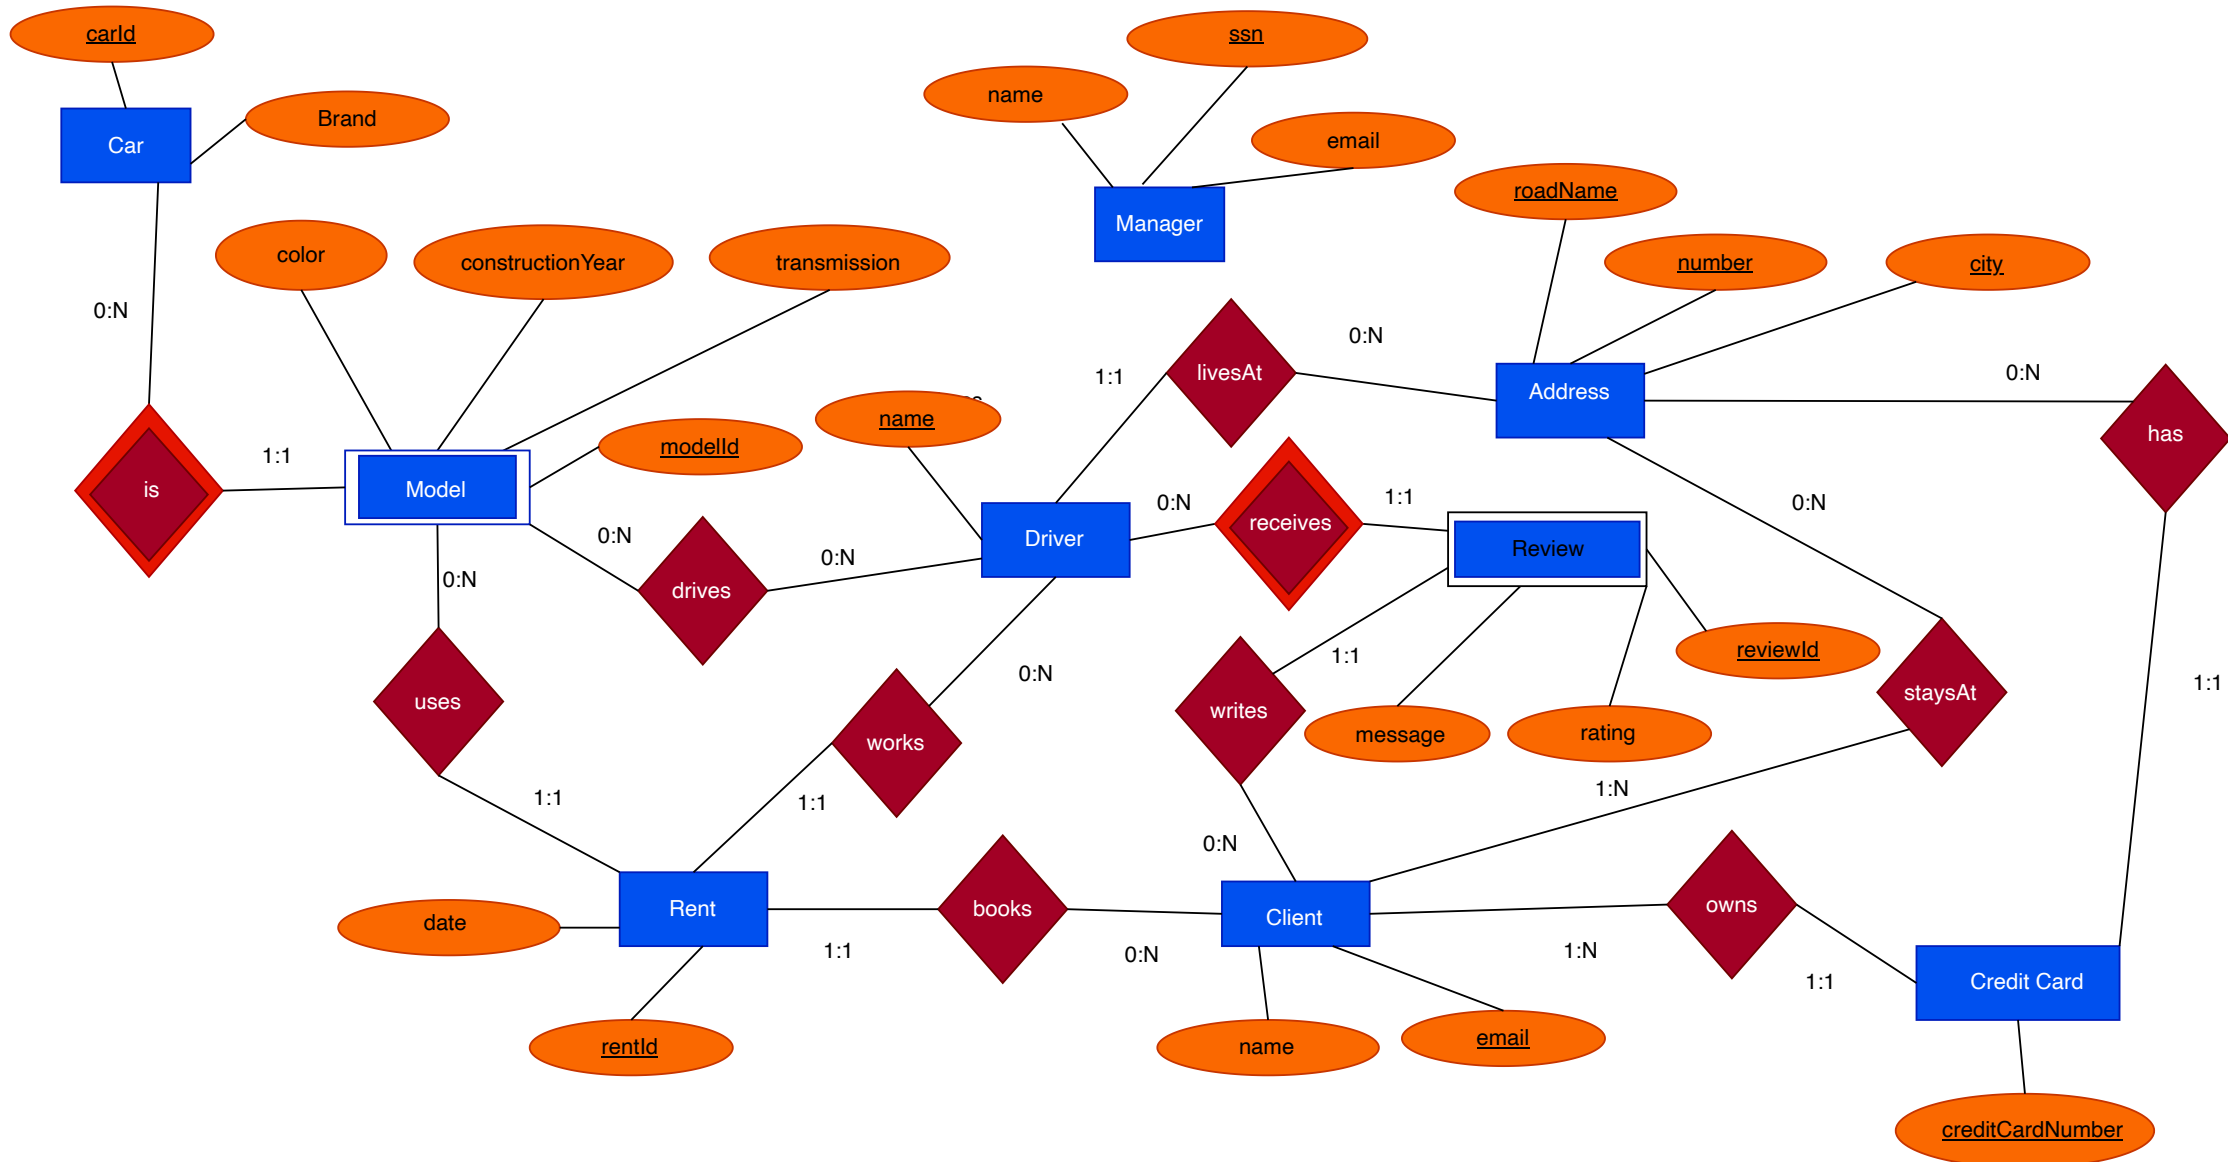 carId
ssn
name
Brand
Car
email
roadName
Manager
color
constructionYear
transmission
number
city
0:N
0:N
livesAt
0:N
1:1
Address
name
has
1:1
modelId
is
Model
0:N
1:1
receives
0:N
0:N
Driver
Review
0:N
0:N
drives
reviewId
1:1
0:N
1:1
uses
staysAt
writes
works
message
rating
1:1
1:1
1:N
0:N
Rent
books
Client
owns
date
1:1
0:N
1:N
1:1
Credit Card
rentId
name
email
creditCardNumber